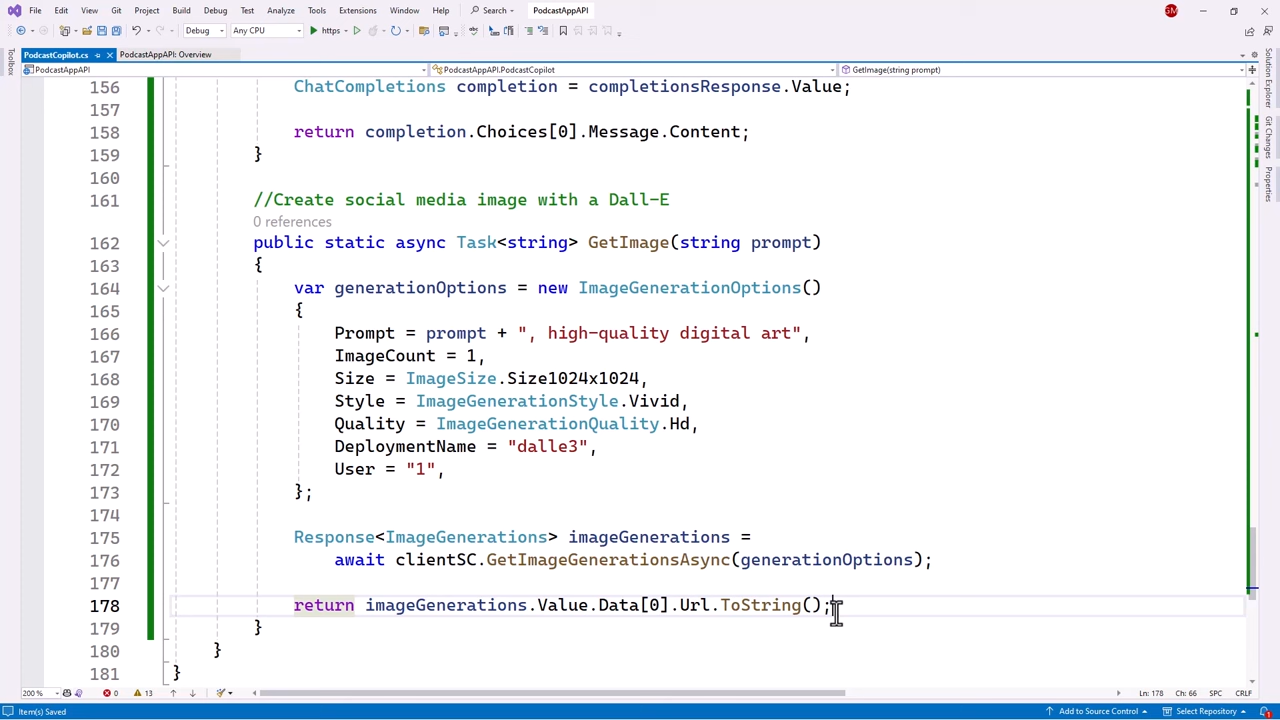 File Edit View Git Project Build Debug Test Analyze Tools Extensions Window Help Search PodcastAppAPI GM
Debug Any CPU https
PodcastCopilot.cs PodcastAppAPI: Overview
PodcastAppAPI PodcastAppAPI.PodcastCopilot GetImage(string prompt)
Toolbox
Solution Explorer
Git Changes
Properties
156 ChatCompletions completion = completionsResponse.Value;
157
158 return completion.Choices[0].Message.Content;
159 }
160
161 //Create social media image with a Dall-E
0 references
162 public static async Task<string> GetImage(string prompt)
163 {
164 var generationOptions = new ImageGenerationOptions()
165 {
166 Prompt = prompt + ", high-quality digital art",
167 ImageCount = 1,
168 Size = ImageSize.Size1024x1024,
169 Style = ImageGenerationStyle.Vivid,
170 Quality = ImageGenerationQuality.Hd,
171 DeploymentName = "dalle3",
172 User = "1",
173 };
174
175 Response<ImageGenerations> imageGenerations =
176 await clientSC.GetImageGenerationsAsync(generationOptions);
177
178 return imageGenerations.Value.Data[0].Url.ToString();
179 }
180 }
181 }
200 % 0 13 Ln: 178 Ch: 66 SPC CRLF
Item(s) Saved Add to Source Control Select Repository